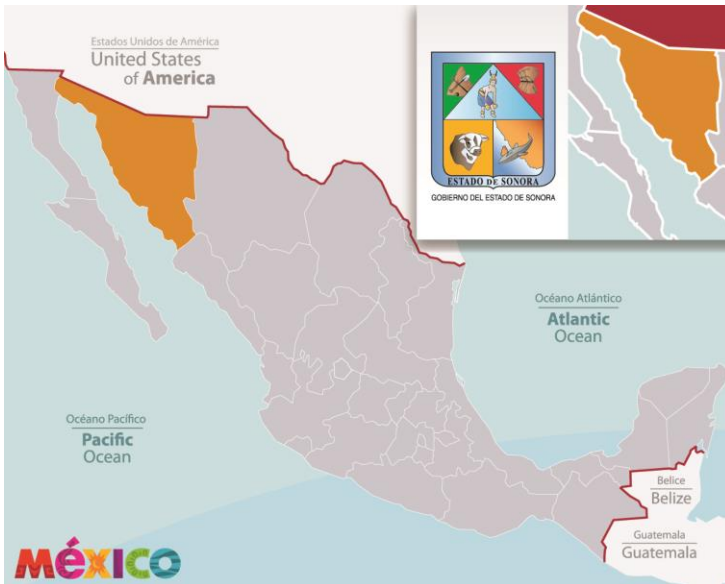 Estados Unidos de América
United States
of America
ESTADO DE SONORA
GOBIERNO DEL ESTADO DE SONORA
Océano Atlántico
Atlantic
Ocean
Océano Pacífico
Pacific
Ocean
Belice
Belize
Guatemala
Guatemala
méxico